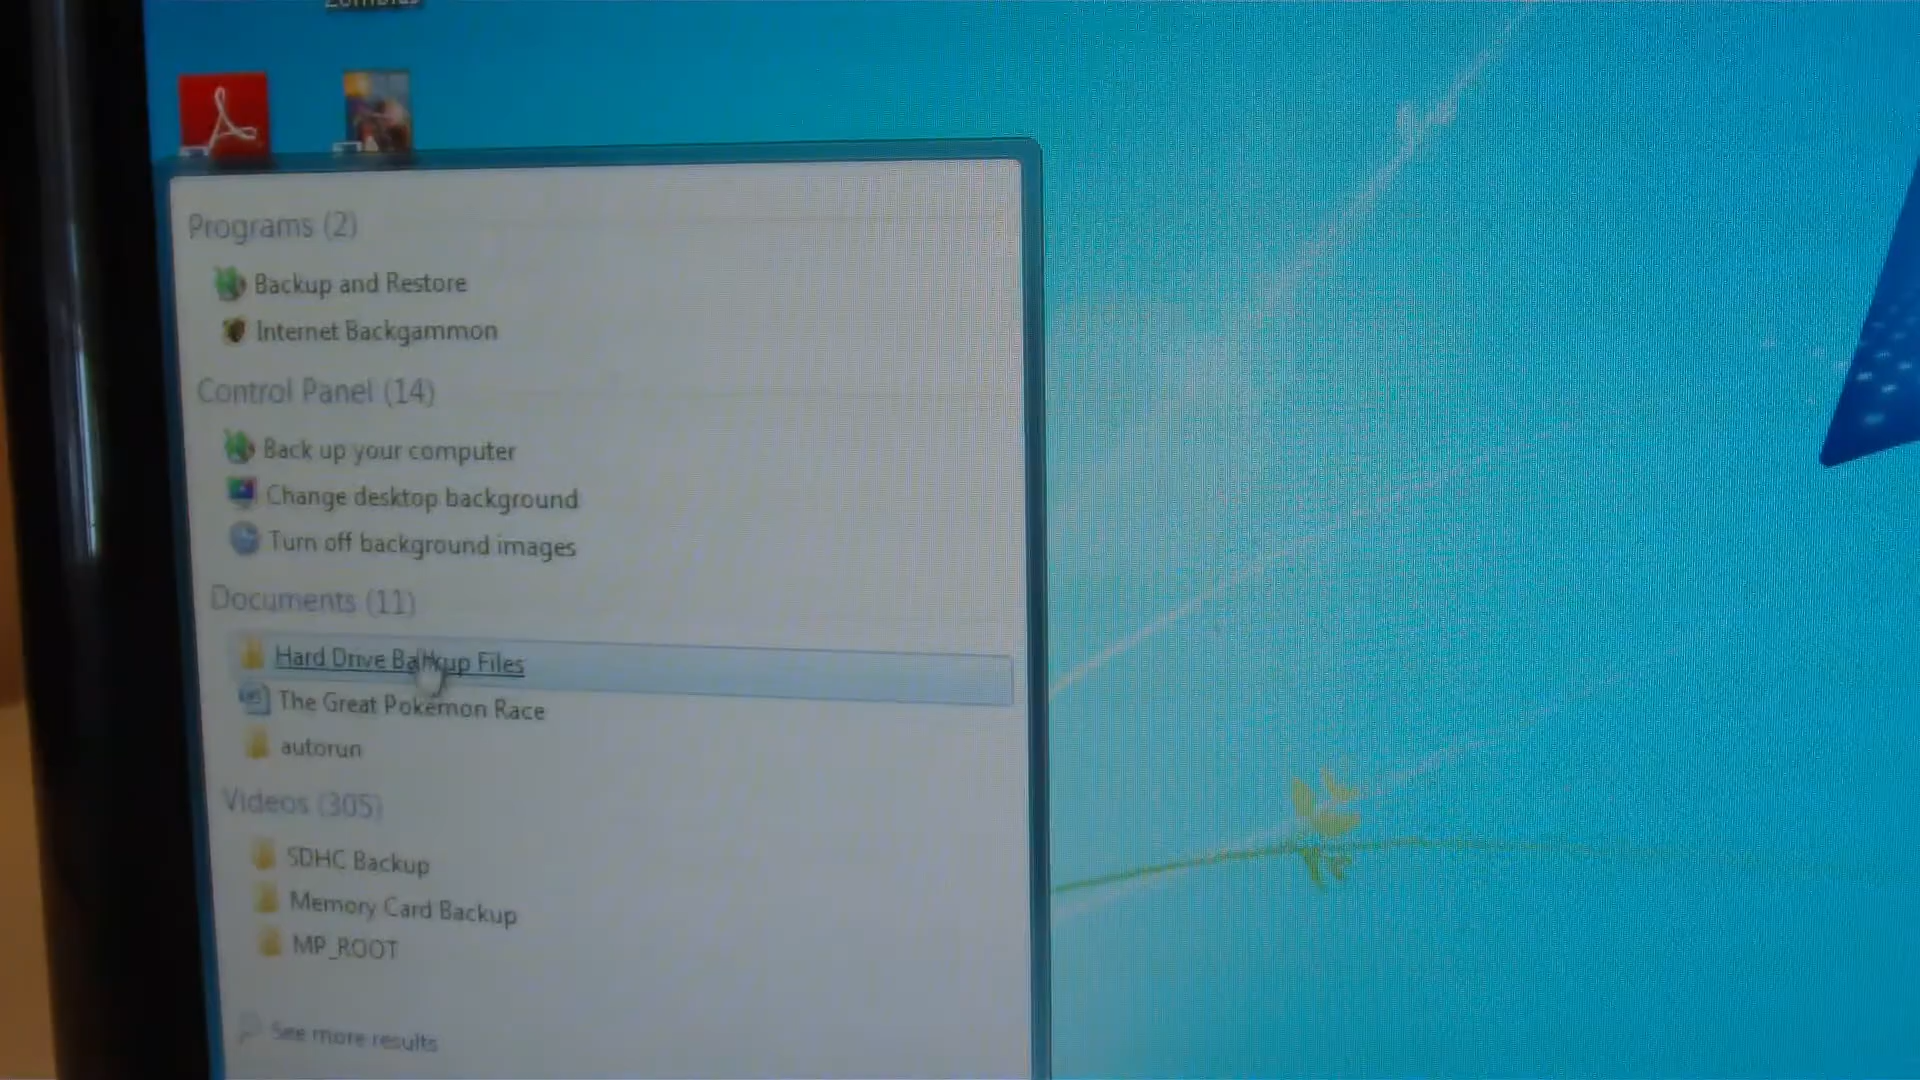 Zombies
Programs (2)
Backup and Restore
Internet Backgammon
Control Panel (14)
Back up your computer
Change desktop background
Turn off background images
Documents (11)
Hard Drive Backup Files
The Great Pokemon Race
autorun
Videos (305)
SDHC Backup
Memory Card Backup
MP_ROOT
See more results